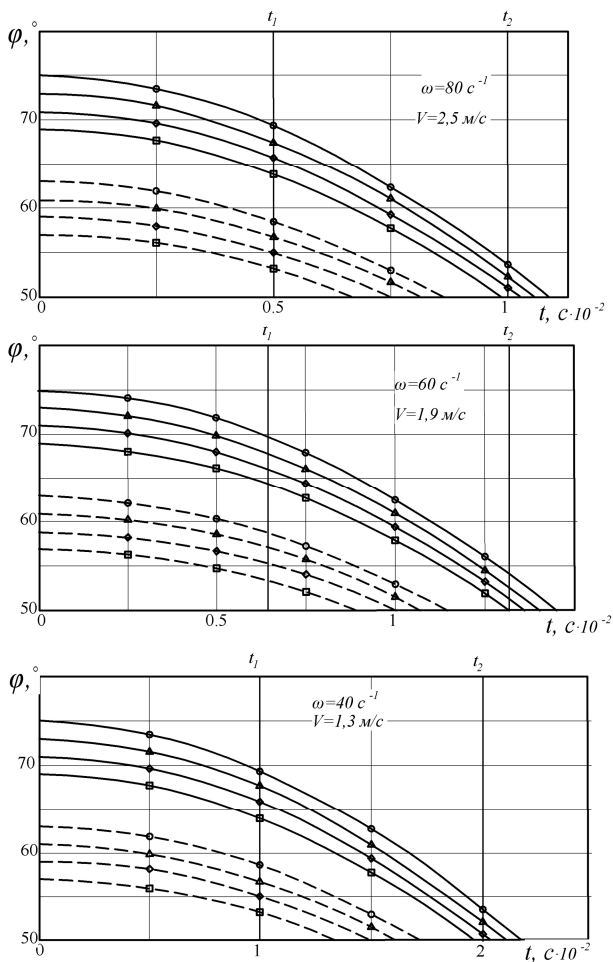 φ,° t₁ t₂
ω=80 c⁻¹
V=2,5 м/с
70
60
50
0 0.5 1 t, c·10⁻²
φ,° t₁ t₂
ω=60 c⁻¹
V=1,9 м/с
70
60
50
0 0.5 1 t, c·10⁻²
φ,° t₁ t₂
ω=40 c⁻¹
V=1,3 м/с
70
60
50
0 1 2 t, c·10⁻²